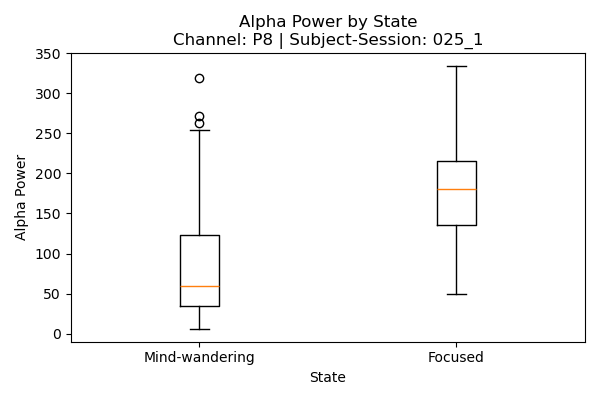 Alpha Power by State
Channel: P8 | Subject-Session: 025_1
350
300
250
200
150
100
50
0
Alpha Power
Mind-wandering
Focused
State